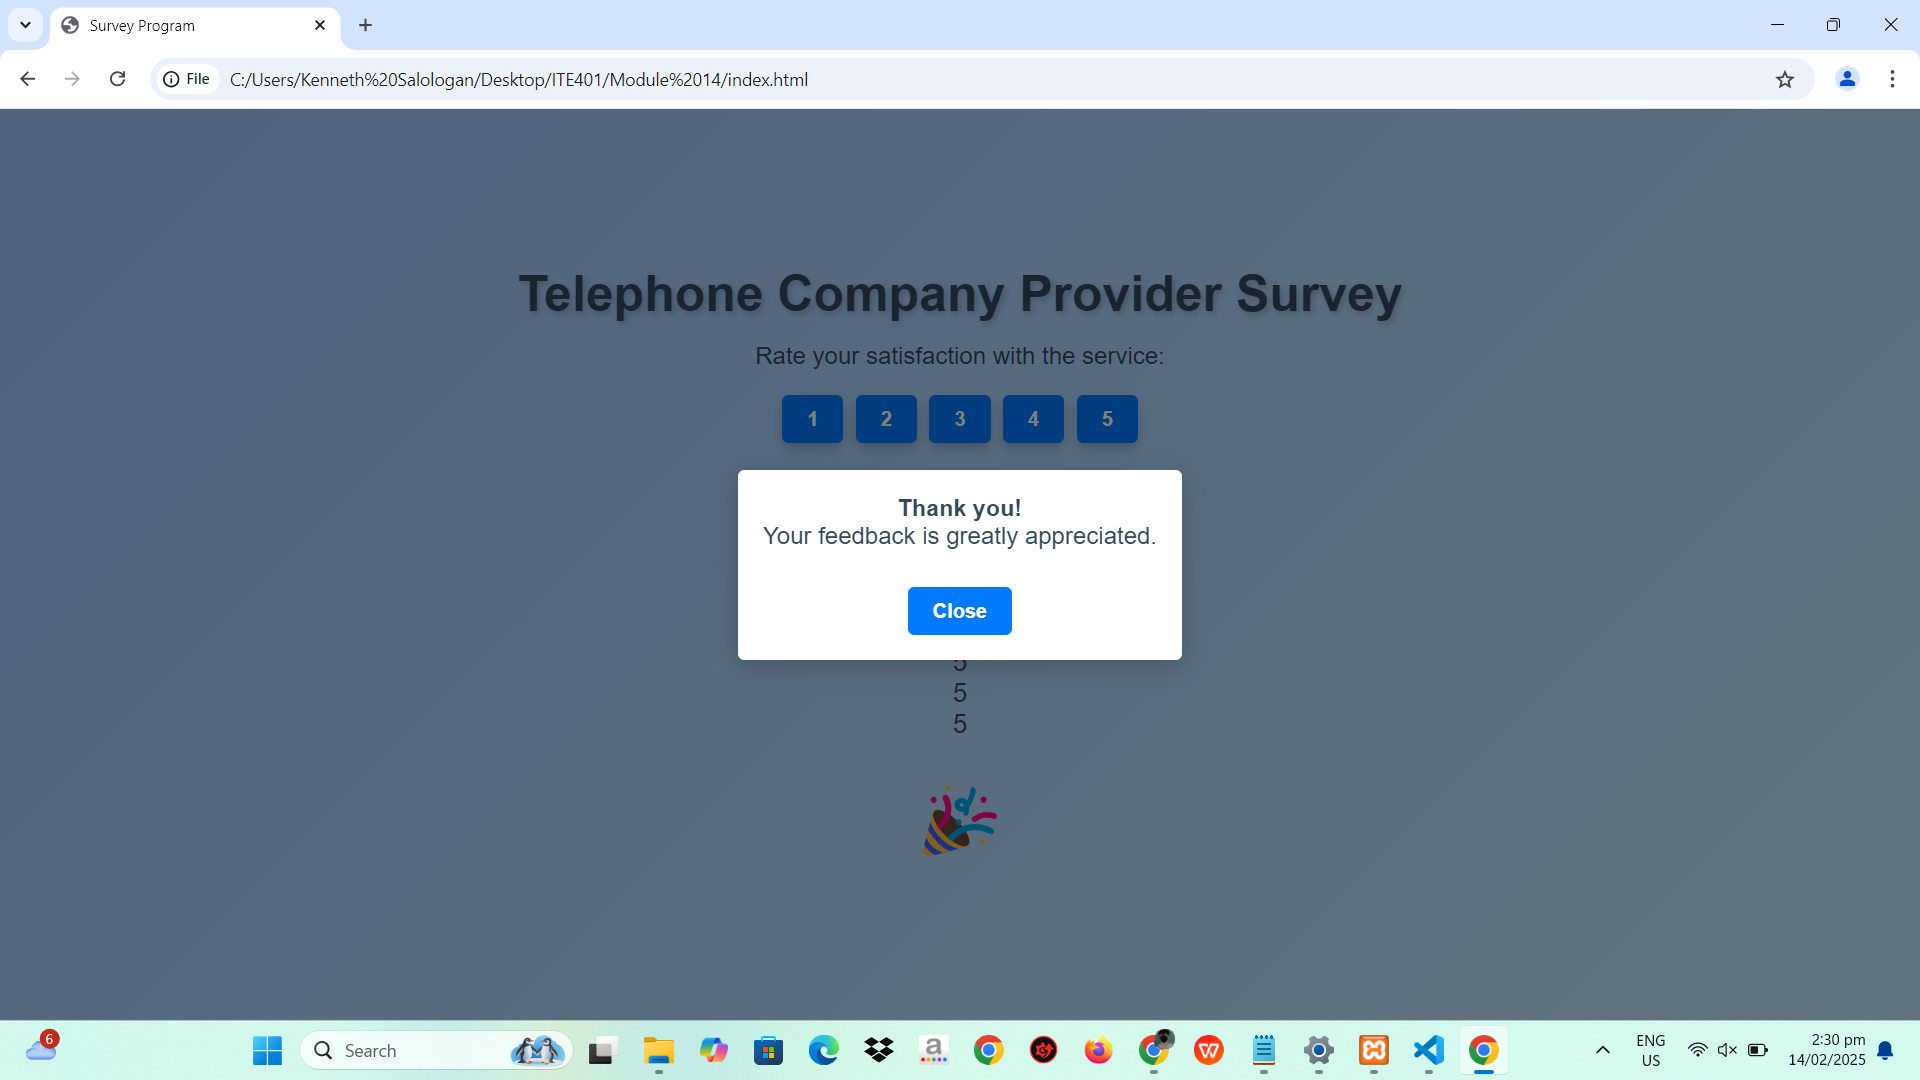 Survey Program
File
C:/Users/Kenneth%20Salologan/Desktop/ITE401/Module%2014/index.html
Telephone Company Provider Survey
Rate your satisfaction with the service:
1 2 3 4 5
Thank you!
Your feedback is greatly appreciated.
Close
5
5
5
6
Search
a
W
ENG
US
2:30 pm
14/02/2025